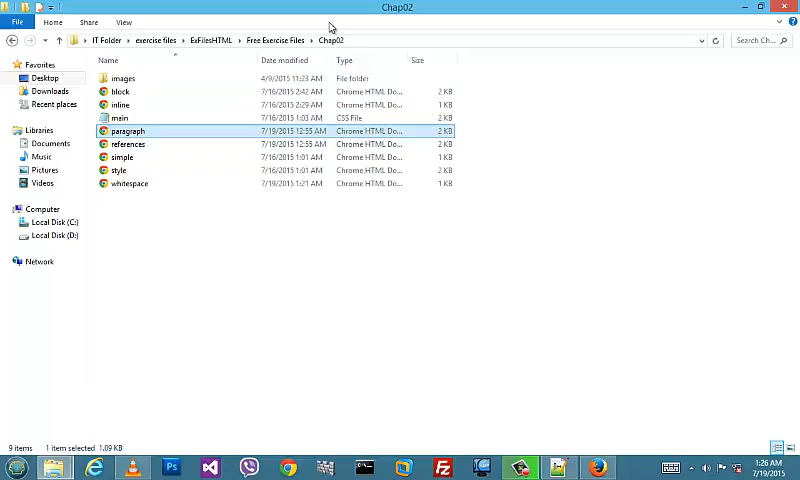 Chap02
File Home Share View
IT Folder exercise files ExFilesHTML Free Exercise Files Chap02 Search Ch...
Name Date modified Type Size
Favorites
Desktop
Downloads
Recent places
Libraries
Documents
Music
Pictures
Videos
Computer
Local Disk (C:)
Local Disk (D:)
Network
images 4/9/2015 11:23 AM File folder
block 7/16/2015 2:42 AM Chrome HTML Do... 2 KB
inline 7/16/2015 2:29 AM Chrome HTML Do... 1 KB
main 7/16/2015 1:03 AM CSS File 2 KB
paragraph 7/19/2015 12:55 AM Chrome HTML Do... 2 KB
references 7/19/2015 12:55 AM Chrome HTML Do... 2 KB
simple 7/16/2015 1:01 AM Chrome HTML Do... 1 KB
style 7/16/2015 1:01 AM Chrome HTML Do... 2 KB
whitespace 7/19/2015 1:21 AM Chrome HTML Do... 1 KB
9 items 1 item selected 1.09 KB
Ps
Fz
1:26 AM
7/19/2015